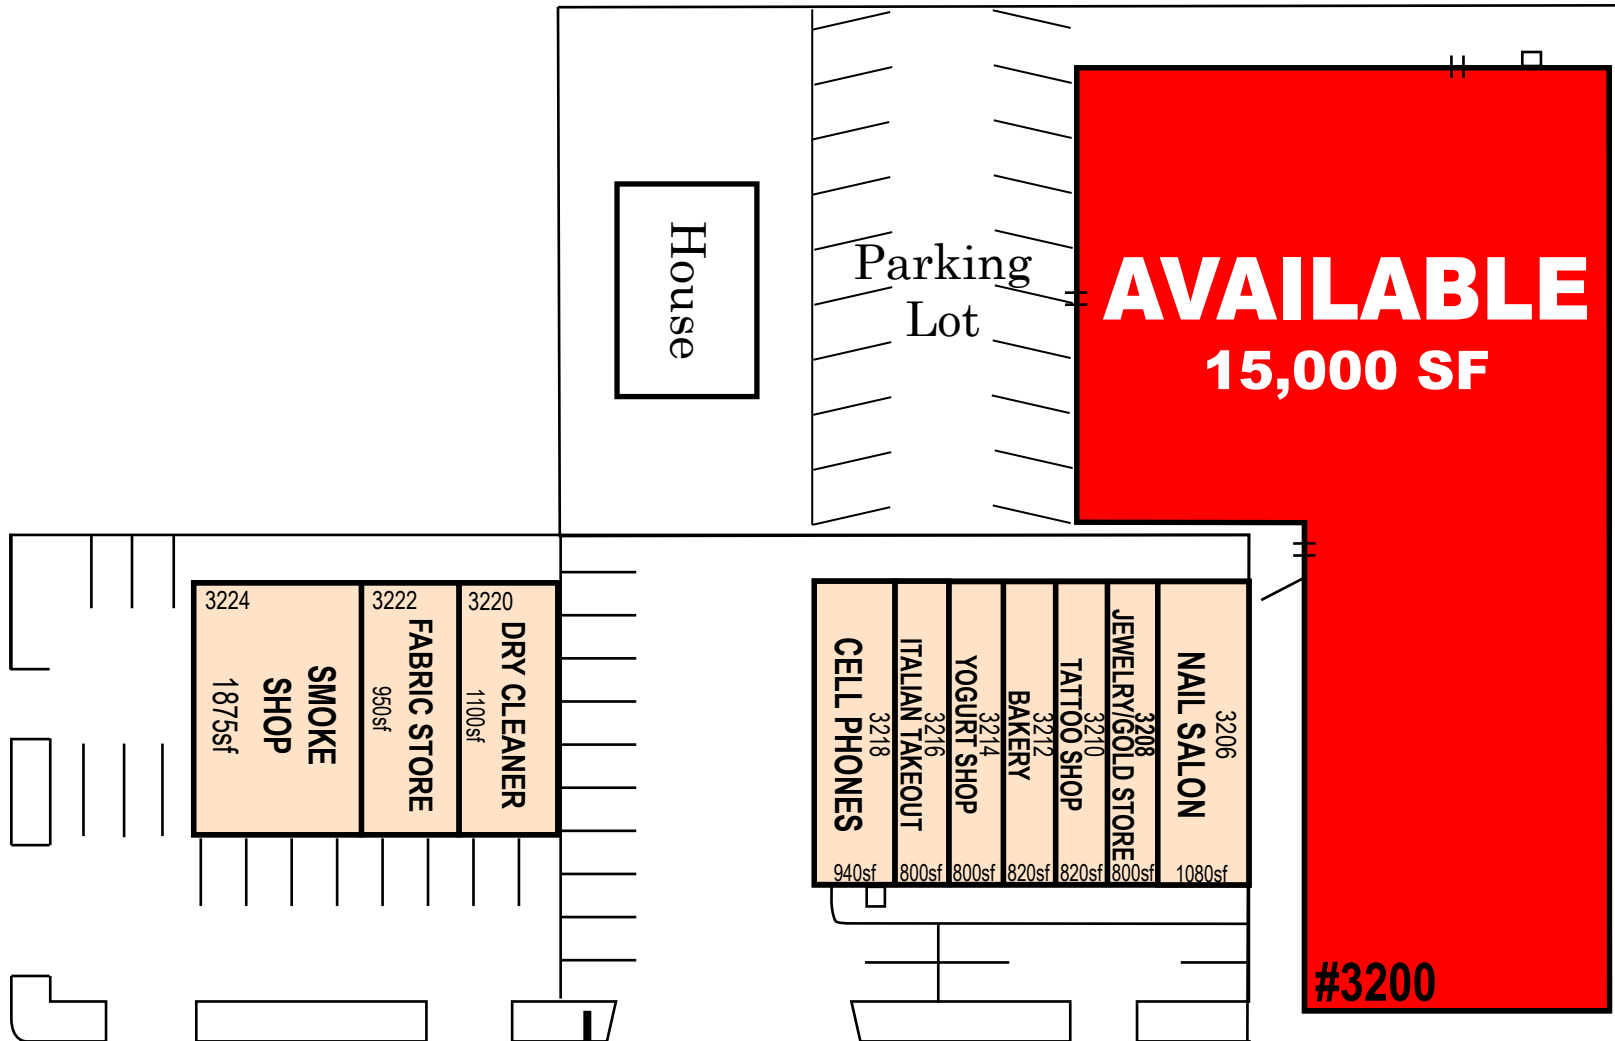 House
Parking
Lot
AVAILABLE
15,000 SF
#3200
3224
SMOKE
SHOP
1875sf
3222
FABRIC STORE
950sf
3220
DRY CLEANER
1100sf
3218
CELL PHONES
940sf
3216
ITALIAN TAKEOUT
800sf
3214
YOGURT SHOP
800sf
3212
BAKERY
820sf
3210
TATTOO SHOP
820sf
3208
JEWELRY/GOLD STORE
800sf
3206
NAIL SALON
1080sf